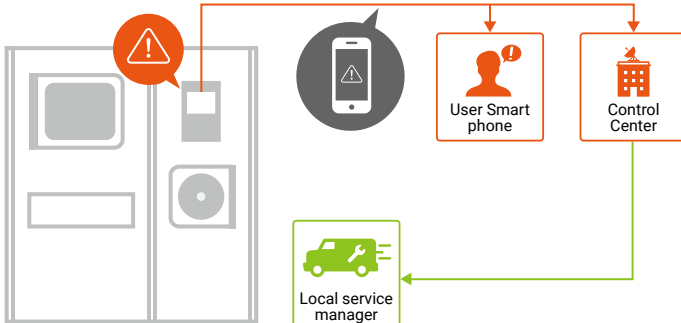 User Smart
phone
Control
Center
Local service
manager